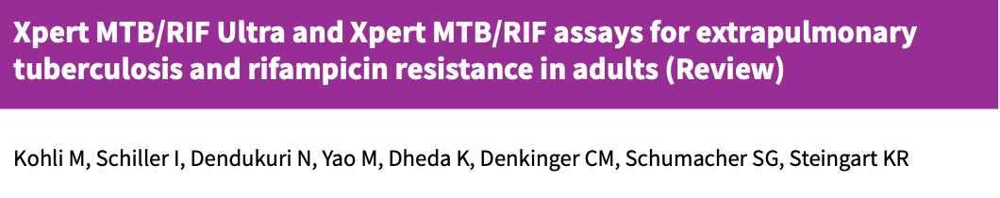 Xpert MTB/RIF Ultra and Xpert MTB/RIF assays for extrapulmonary
tuberculosis and rifampicin resistance in adults (Review)
Kohli M, Schiller I, Dendukuri N, Yao M, Dheda K, Denkinger CM, Schumacher SG, Steingart KR